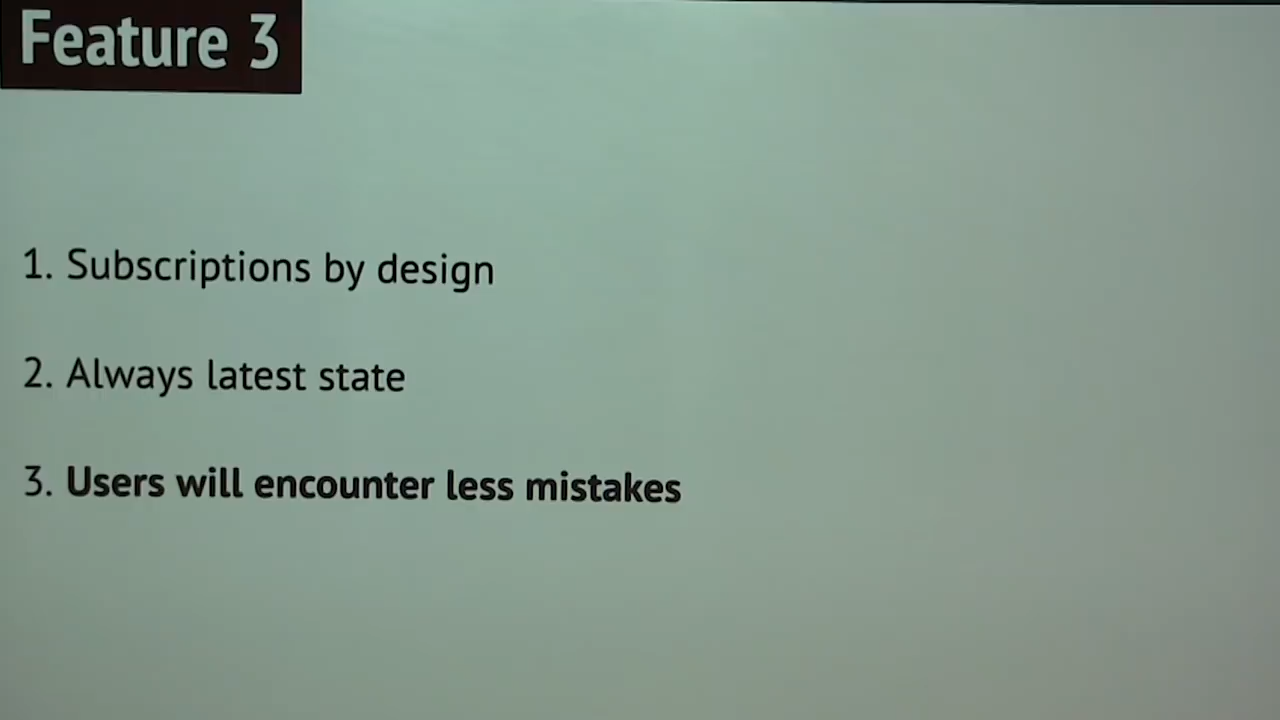 Feature 3
1. Subscriptions by design
2. Always latest state
3. Users will encounter less mistakes